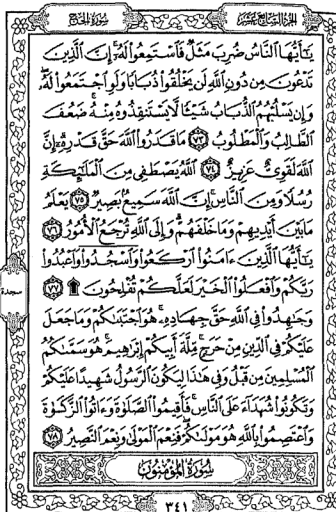 سورة الحج
الجزء السابع عشر
يَـٰٓأَيُّهَا ٱلنَّاسُ ضُرِبَ مَثَلٌ فَٱسْتَمِعُوا۟ لَهُۥٓ ۚ إِنَّ ٱلَّذِينَ
تَدْعُونَ مِن دُونِ ٱللَّهِ لَن يَخْلُقُوا۟ ذُبَابًا وَلَوِ ٱجْتَمَعُوا۟ لَهُۥ ۖ
وَإِن يَسْلُبْهُمُ ٱلذُّبَابُ شَيْـًٔا لَّا يَسْتَنقِذُوهُ مِنْهُ ۚ ضَعُفَ
ٱلطَّالِبُ وَٱلْمَطْلُوبُ ٧٣ مَا قَدَرُوا۟ ٱللَّهَ حَقَّ قَدْرِهِۦٓ ۗ إِنَّ
ٱللَّهَ لَقَوِىٌّ عَزِيزٌ ٧٤ ٱللَّهُ يَصْطَفِى مِنَ ٱلْمَلَـٰٓئِكَةِ
رُسُلًا وَمِنَ ٱلنَّاسِ ۚ إِنَّ ٱللَّهَ سَمِيعٌۢ بَصِيرٌ ٧٥ يَعْلَمُ
مَا بَيْنَ أَيْدِيهِمْ وَمَا خَلْفَهُمْ ۗ وَإِلَى ٱللَّهِ تُرْجَعُ ٱلْأُمُورُ ٧٦
يَـٰٓأَيُّهَا ٱلَّذِينَ ءَامَنُوا۟ ٱرْكَعُوا۟ وَٱسْجُدُوا۟ وَٱعْبُدُوا۟
رَبَّكُمْ وَٱفْعَلُوا۟ ٱلْخَيْرَ لَعَلَّكُمْ تُفْلِحُونَ ۩ ٧٧
سجدة
وَجَـٰهِدُوا۟ فِى ٱللَّهِ حَقَّ جِهَادِهِۦ ۚ هُوَ ٱجْتَبَىٰكُمْ وَمَا جَعَلَ
عَلَيْكُمْ فِى ٱلدِّينِ مِنْ حَرَجٍ ۚ مِّلَّةَ أَبِيكُمْ إِبْرَٰهِيمَ ۚ هُوَ سَمَّىٰكُمُ
ٱلْمُسْلِمِينَ مِن قَبْلُ وَفِى هَـٰذَا لِيَكُونَ ٱلرَّسُولُ شَهِيدًا عَلَيْكُمْ
وَتَكُونُوا۟ شُهَدَآءَ عَلَى ٱلنَّاسِ ۚ فَأَقِيمُوا۟ ٱلصَّلَوٰةَ وَءَاتُوا۟ ٱلزَّكَوٰةَ
وَٱعْتَصِمُوا۟ بِٱللَّهِ هُوَ مَوْلَىٰكُمْ ۖ فَنِعْمَ ٱلْمَوْلَىٰ وَنِعْمَ ٱلنَّصِيرُ ٧٨
سورة المؤمنون
٣٤١